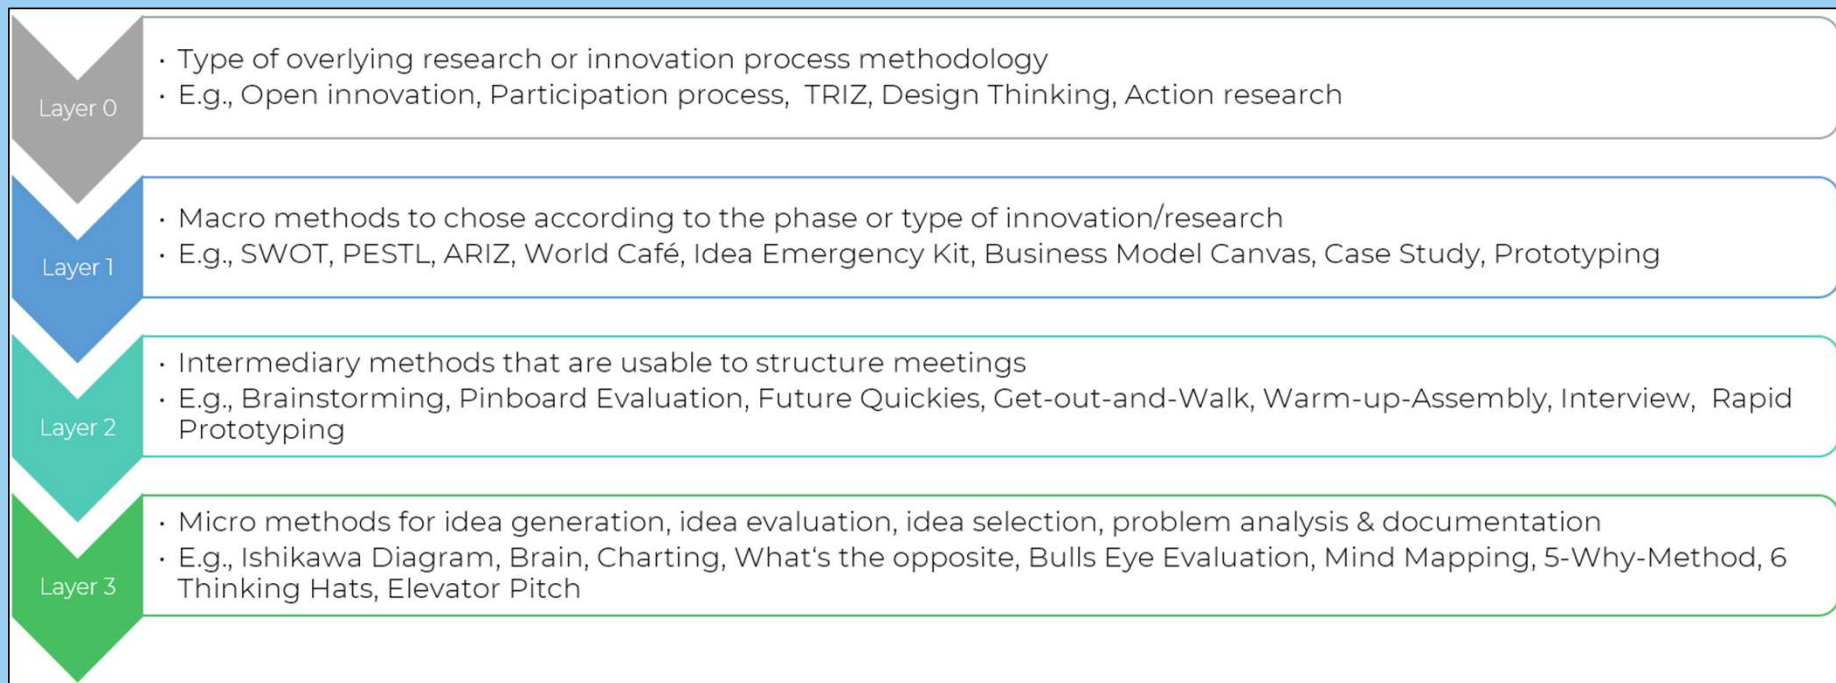 Layer 0
· Type of overlying research or innovation process methodology
· E.g., Open innovation, Participation process,  TRIZ, Design Thinking, Action research
Layer 1
· Macro methods to chose according to the phase or type of innovation/research
· E.g., SWOT, PESTL, ARIZ, World Café, Idea Emergency Kit, Business Model Canvas, Case Study, Prototyping
Layer 2
· Intermediary methods that are usable to structure meetings
· E.g., Brainstorming, Pinboard Evaluation, Future Quickies, Get-out-and-Walk, Warm-up-Assembly, Interview,  Rapid
Prototyping
Layer 3
· Micro methods for idea generation, idea evaluation, idea selection, problem analysis & documentation
· E.g., Ishikawa Diagram, Brain, Charting, What‘s the opposite, Bulls Eye Evaluation, Mind Mapping, 5-Why-Method, 6
Thinking Hats, Elevator Pitch